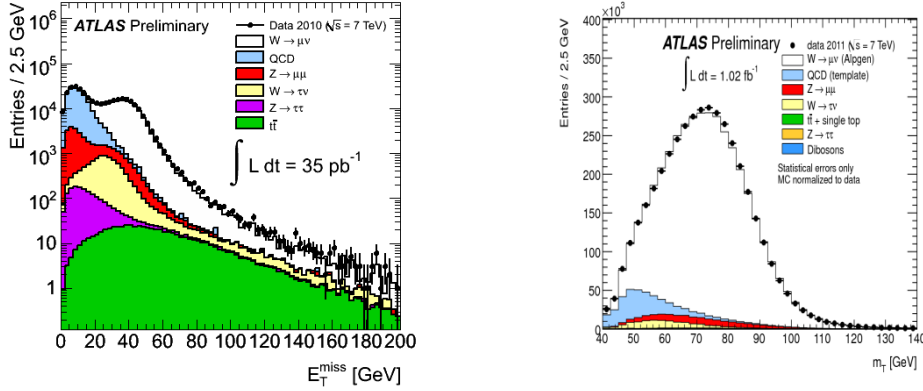 ATLAS Preliminary
Data 2010 (√s = 7 TeV)
W → μν
QCD
Z → μμ
W → τν
Z → ττ
tt̄
∫ L dt = 35 pb⁻¹
Entries / 2.5 GeV
10⁶
10⁵
10⁴
10³
10²
10
1
0 20 40 60 80 100 120 140 160 180 200
E_T^miss [GeV]
×10³
ATLAS Preliminary
data 2011 (√s = 7 TeV)
W → μν (Alpgen)
QCD (template)
Z → μμ
W → τν
tt̄ + single top
Z → ττ
Dibosons
Statistical errors only
MC normalized to data
∫ L dt = 1.02 fb⁻¹
Entries / 2.5 GeV
400
350
300
250
200
150
100
50
0
40 50 60 70 80 90 100 110 120 130 140
m_T [GeV]